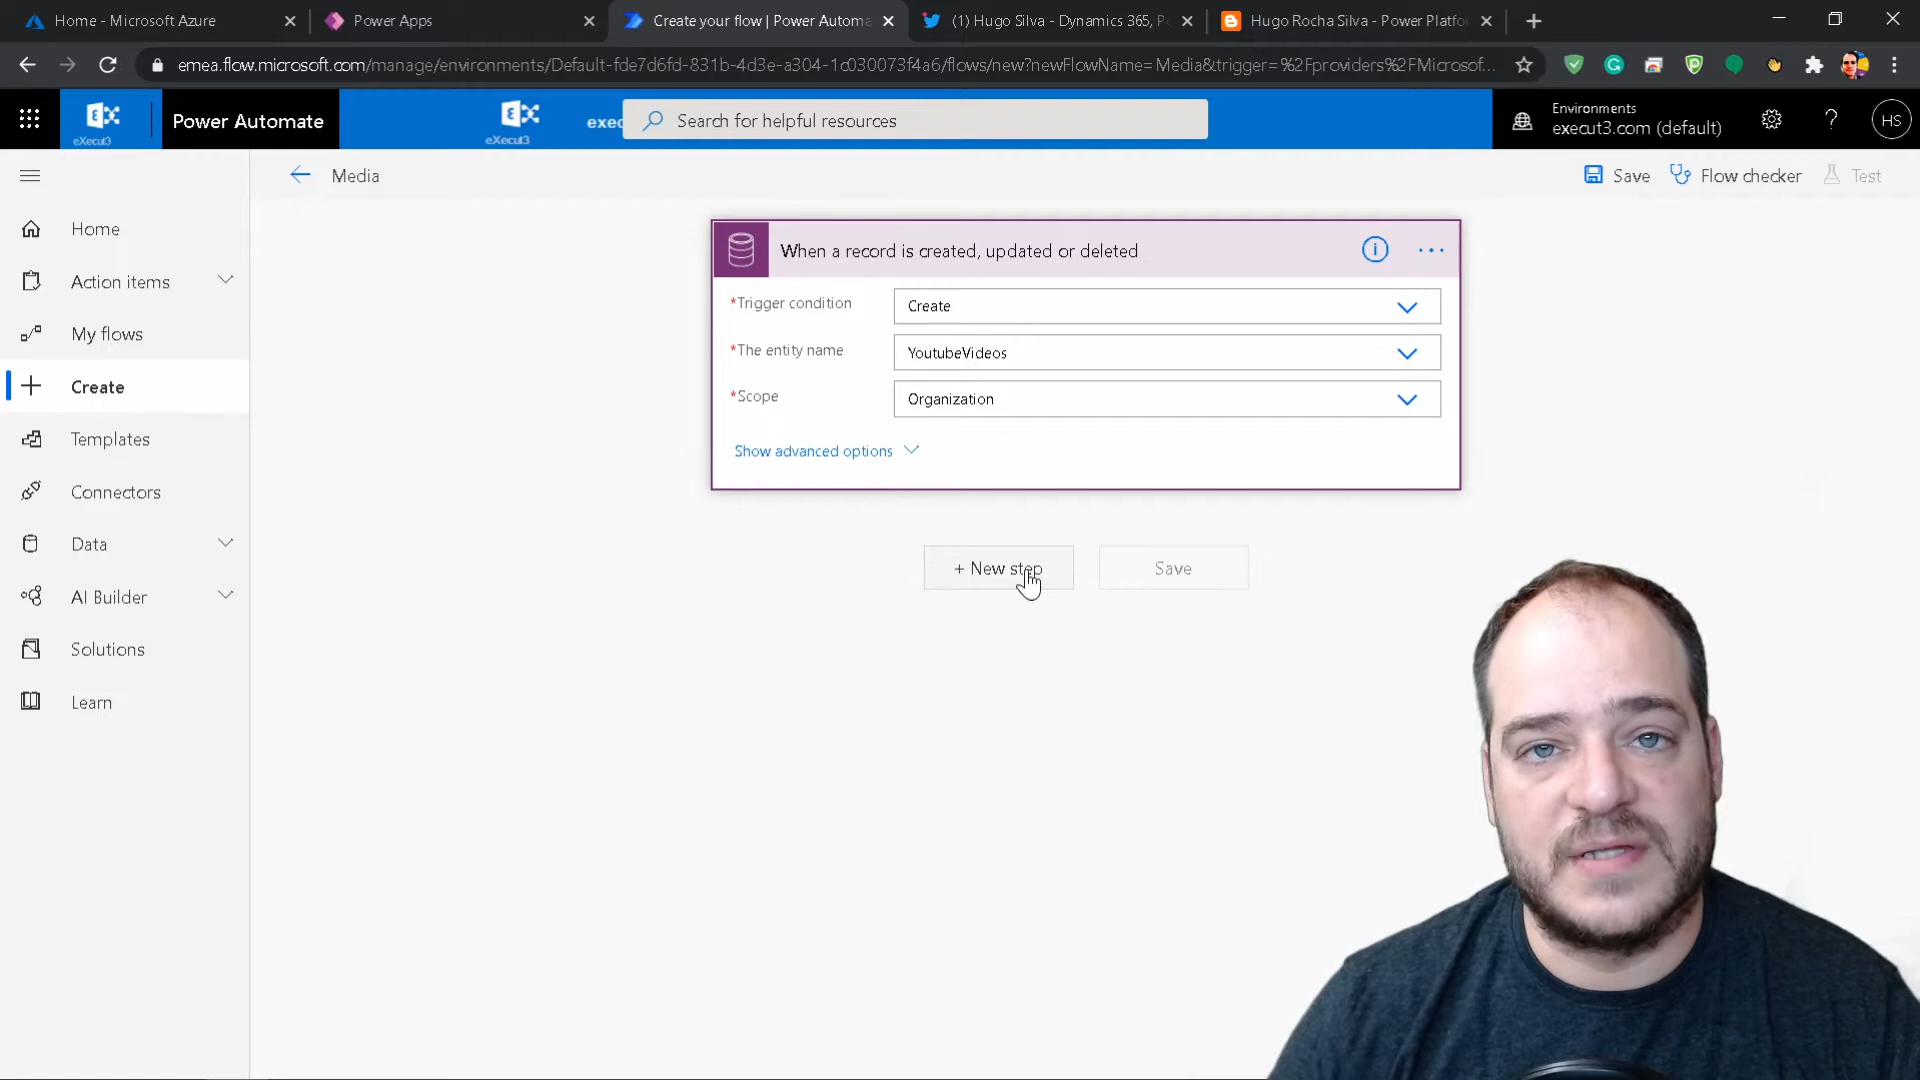 Home - Microsoft Azure
Power Apps
Create your flow | Power Automa
(1) Hugo Silva - Dynamics 365, P
Hugo Rocha Silva - Power Platfo
emea.flow.microsoft.com/manage/environments/Default-fde7d6fd-831b-4d3e-a304-1c030073f4a6/flows/new?newFlowName=Media&trigger=%2Fproviders%2FMicrosof...
eXecut3
Power Automate
eXecut3
exec
Search for helpful resources
Environments
execut3.com (default)
?
HS
Media
Save
Flow checker
Test
Home
Action items
My flows
Create
Templates
Connectors
Data
AI Builder
Solutions
Learn
When a record is created, updated or deleted
*Trigger condition
Create
*The entity name
YoutubeVideos
*Scope
Organization
Show advanced options
+ New step
Save